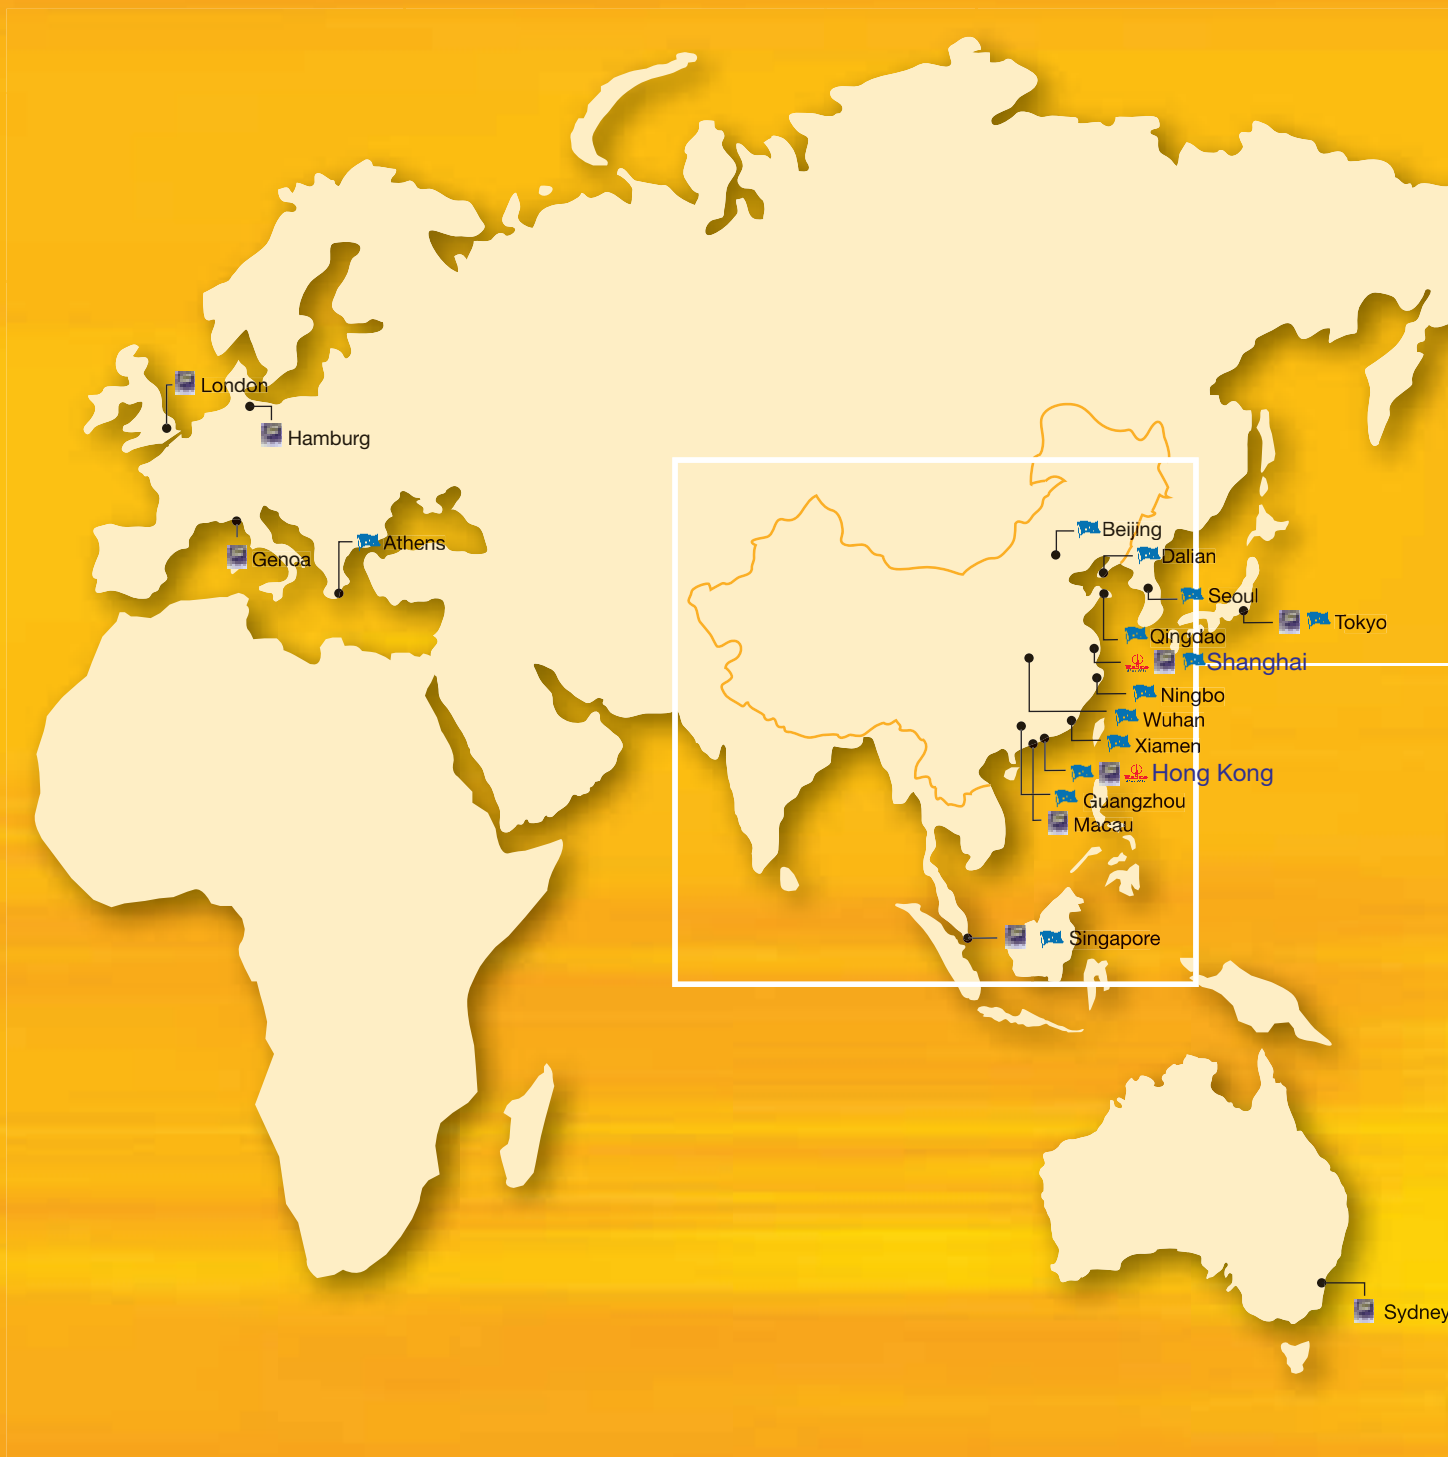 London
Hamburg
Genoa
Athens
Beijing
Dalian
Seoul
Tokyo
Qingdao
Shanghai
Ningbo
Wuhan
Xiamen
Hong Kong
Guangzhou
Macau
Singapore
Sydney